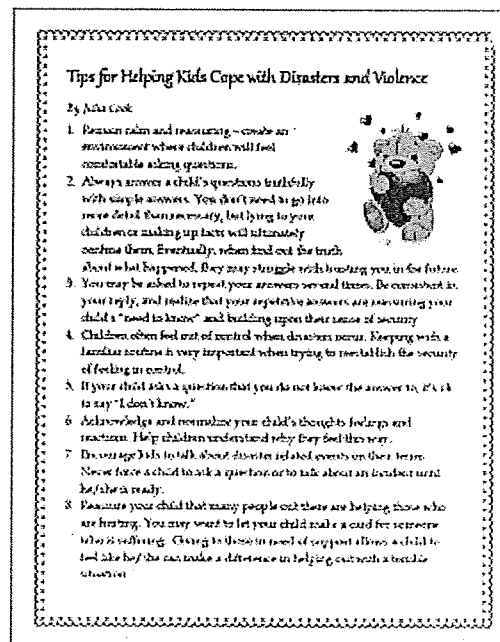 Tips for Helping Kids Cope with Disasters and Violence
By Julia Cook
1. Remain calm and reassuring – create an
environment where children will feel
comfortable asking questions.
2. Always answer a child's questions truthfully
with simple answers. You don't need to go into
more detail than necessary, but lying to your
children or making up facts will ultimately
confuse them. Eventually, when find out the truth
about what happened, they may struggle with trusting you in the future.
3. You may be asked to repeat your answers several times. Be consistent in
your reply, and realize that your repetitive answers are reassuring your
child's "need to know" and building upon their sense of security
4. Children often feel out of control when disasters occur. Keeping with a
familiar routine is very important when trying to reestablish the security
of feeling in control.
5. If your child asks a question that you do not know the answer to, it's ok
to say "I don't know."
6. Acknowledge and normalize your child's thoughts feelings and
reactions. Help children understand why they feel this way.
7. Encourage kids to talk about disaster related events on their terms.
Never force a child to ask a question or to talk about an incident until
he/she is ready.
8. Reassure your child that many people out there are helping those who
are hurting. You may want to let your child make a card for someone
who is suffering. Giving to those in need of support allows a child to
feel like he/she can make a difference in helping out with a terrible
situation